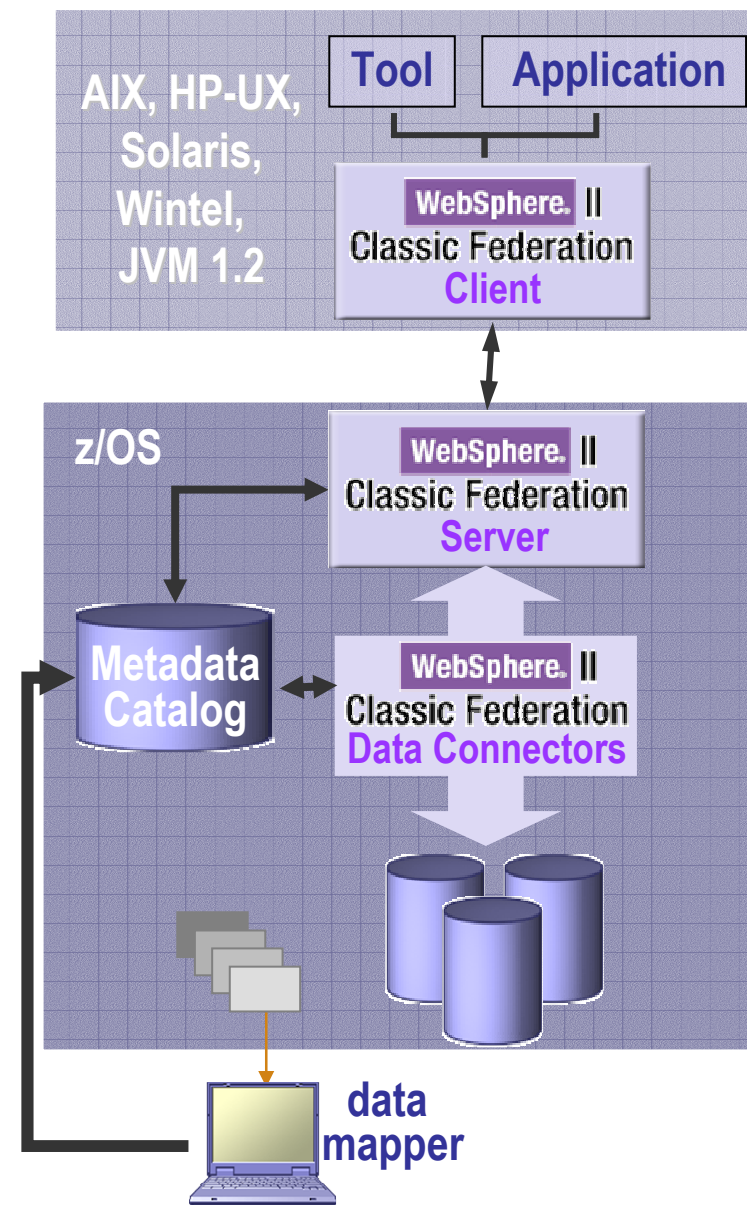 Tool
Application
AIX, HP-UX,
Solaris,
Wintel,
JVM 1.2
WebSphere. II
Classic Federation
Client
z/OS
WebSphere. II
Classic Federation
Server
Metadata
Catalog
WebSphere. II
Classic Federation
Data Connectors
data
mapper